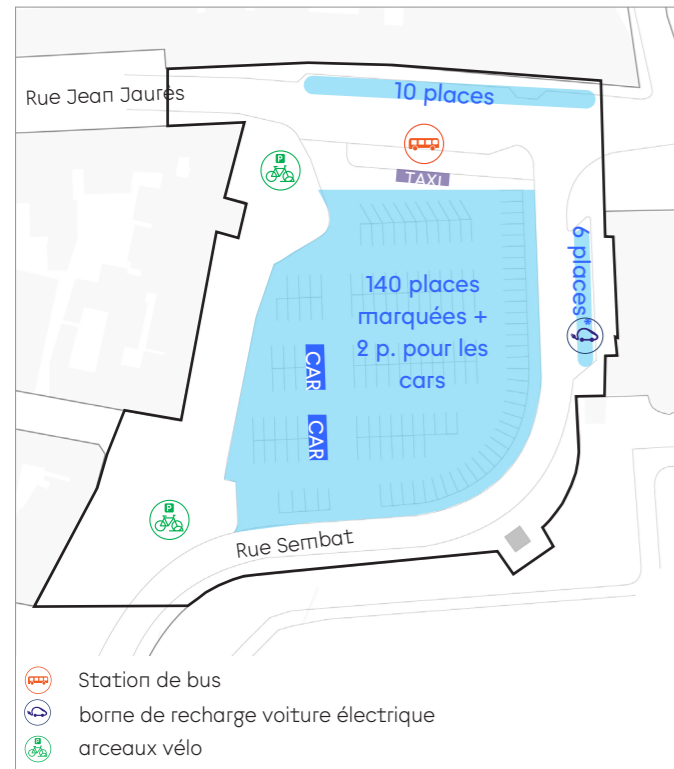 Rue Jean Jaurès
10 places
P
TAXI
6 places*
140 places
marquées +
2 p. pour les
cars
CAR
CAR
P
Rue Sembat
Station de bus
borne de recharge voiture électrique
arceaux vélo